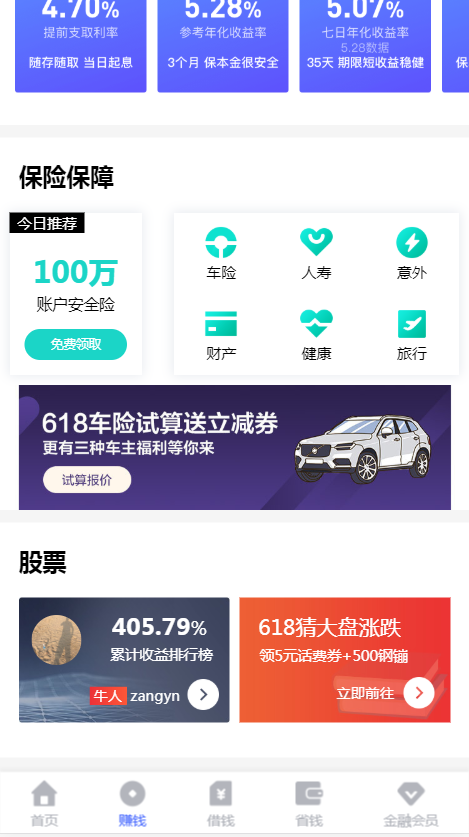 4.70%
提前支取利率
随存随取 当日起息
5.28%
参考年化收益率
3个月 保本金很安全
5.07%
七日年化收益率
5.28数据
35天 期限短收益稳健
保
保险保障
今日推荐
100万
账户安全险
免费领取
车险
人寿
意外
财产
健康
旅行
618车险试算送立减券
更有三种车主福利等你来
试算报价
股票
405.79%
累计收益排行榜
牛人 zangyn
618猜大盘涨跌
领5元话费券+500钢镚
立即前往
首页
赚钱
借钱
省钱
金融会员